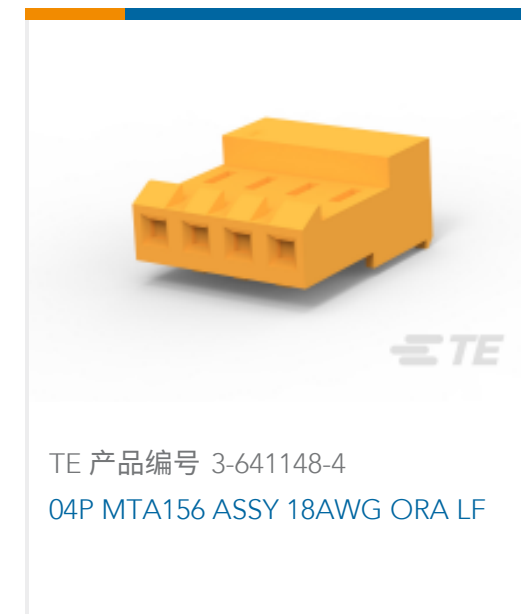 TE
TE 产品编号 3-641148-4
04P MTA156 ASSY 18AWG ORA LF